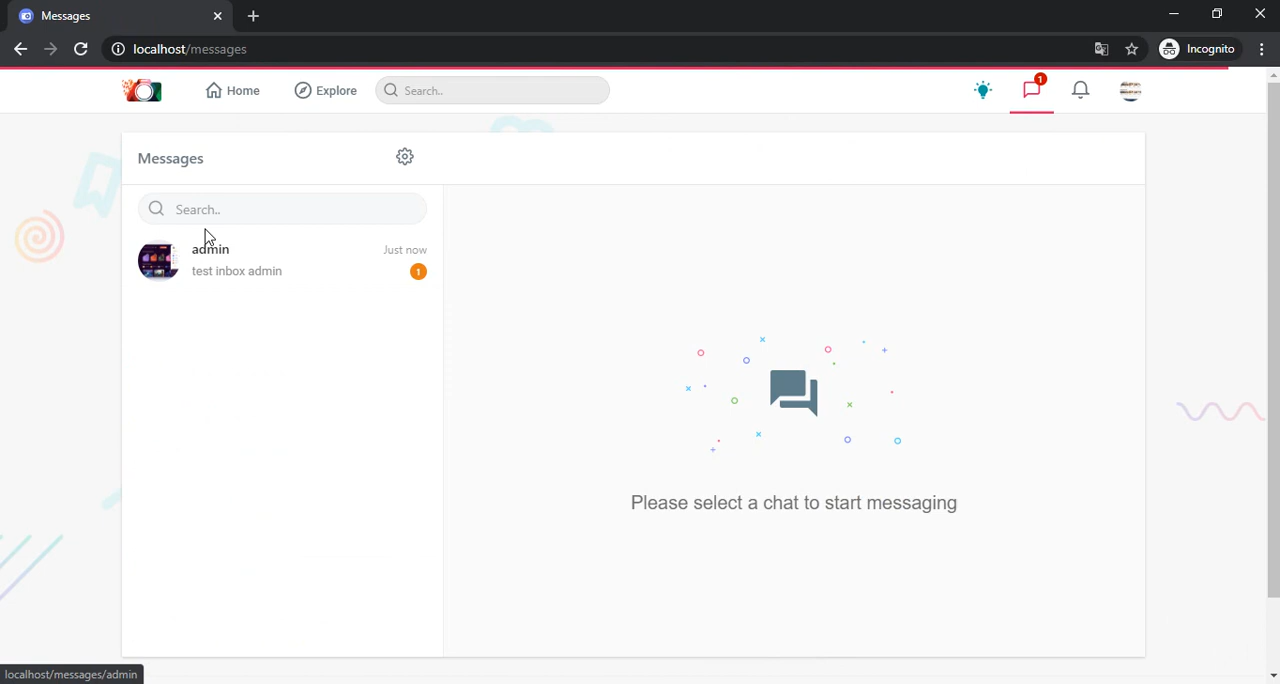 Messages
localhost/messages
Incognito
Home
Explore
Search..
1
Messages
Search..
admin
Just now
test inbox admin
1
Please select a chat to start messaging
localhost/messages/admin